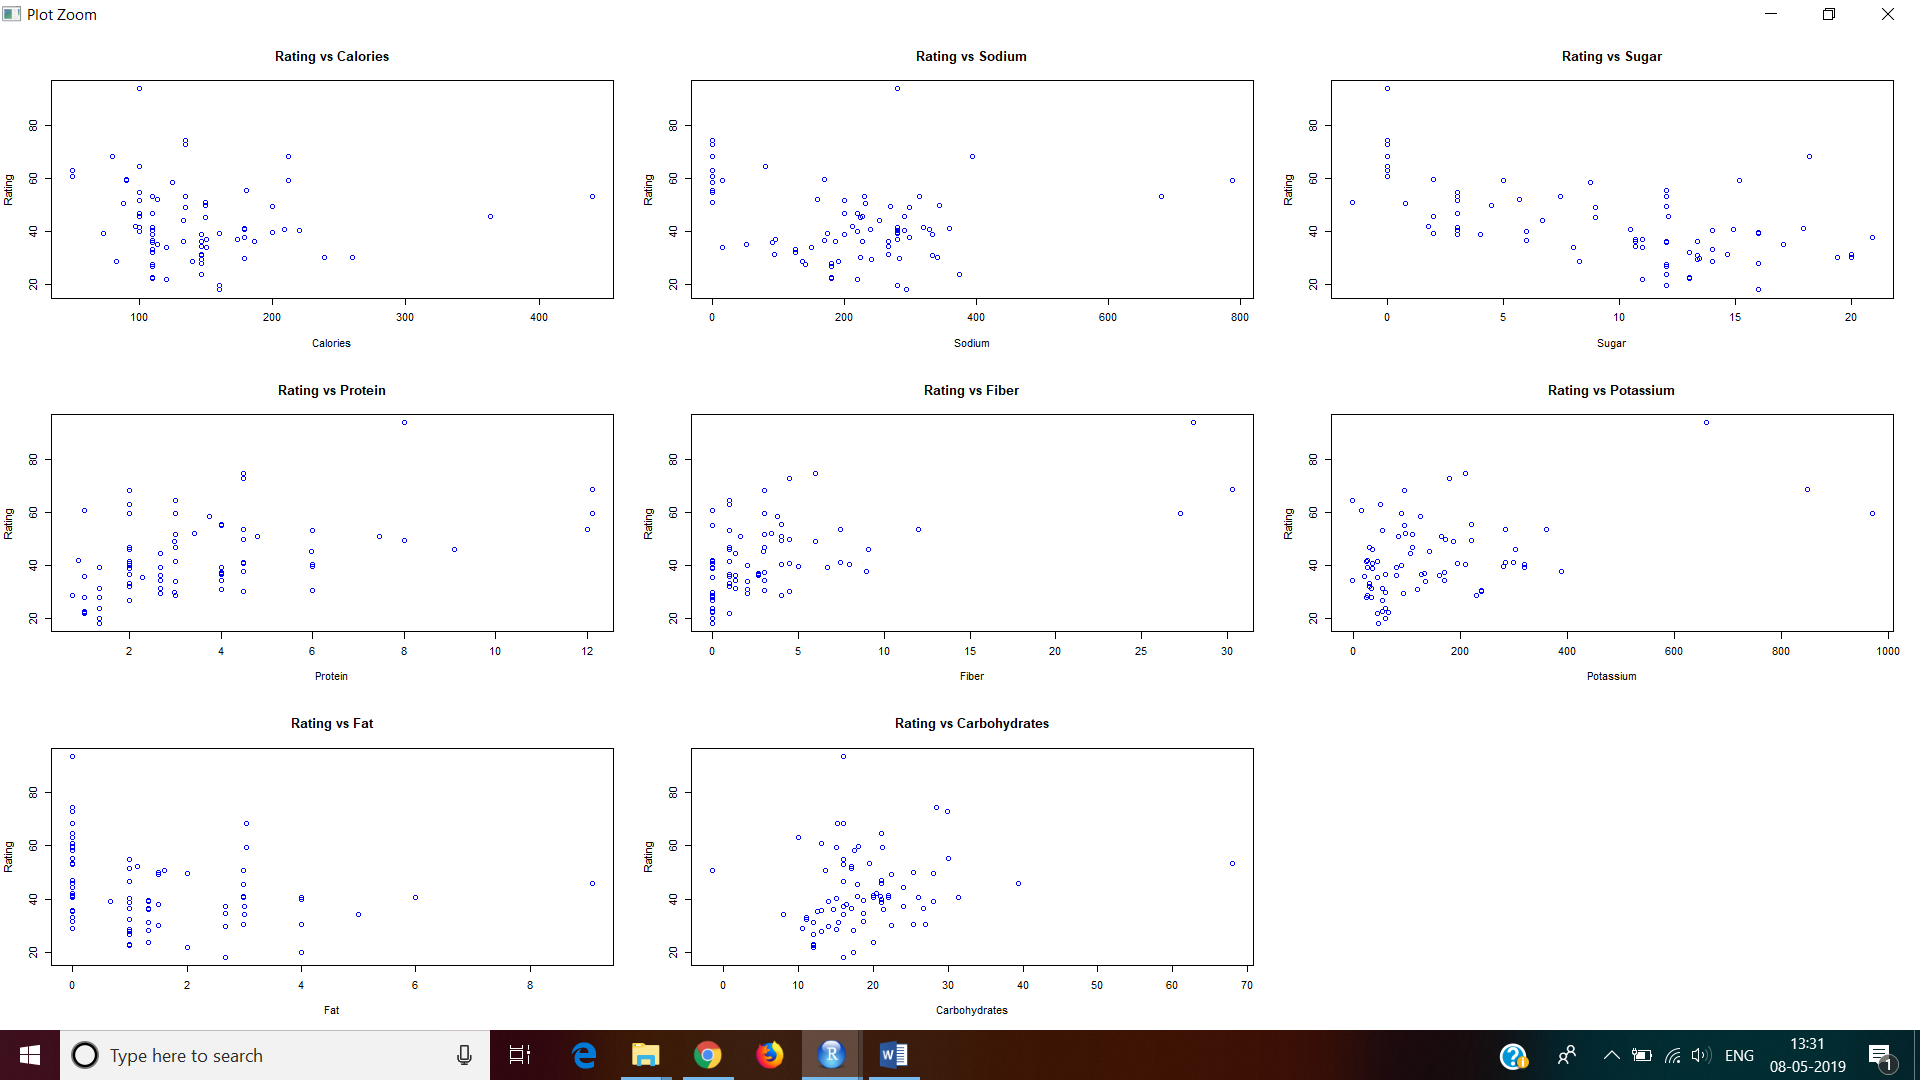 Plot Zoom
Rating vs Calories
Rating
20 40 60 80
100 200 300 400
Calories
Rating vs Sodium
Rating
20 40 60 80
0 200 400 600 800
Sodium
Rating vs Sugar
Rating
20 40 60 80
0 5 10 15 20
Sugar
Rating vs Protein
Rating
20 40 60 80
2 4 6 8 10 12
Protein
Rating vs Fiber
Rating
20 40 60 80
0 5 10 15 20 25 30
Fiber
Rating vs Potassium
Rating
20 40 60 80
0 200 400 600 800 1000
Potassium
Rating vs Fat
Rating
20 40 60 80
0 2 4 6 8
Fat
Rating vs Carbohydrates
Rating
20 40 60 80
0 10 20 30 40 50 60 70
Carbohydrates
Type here to search
R
W
ENG
13:31
08-05-2019
1